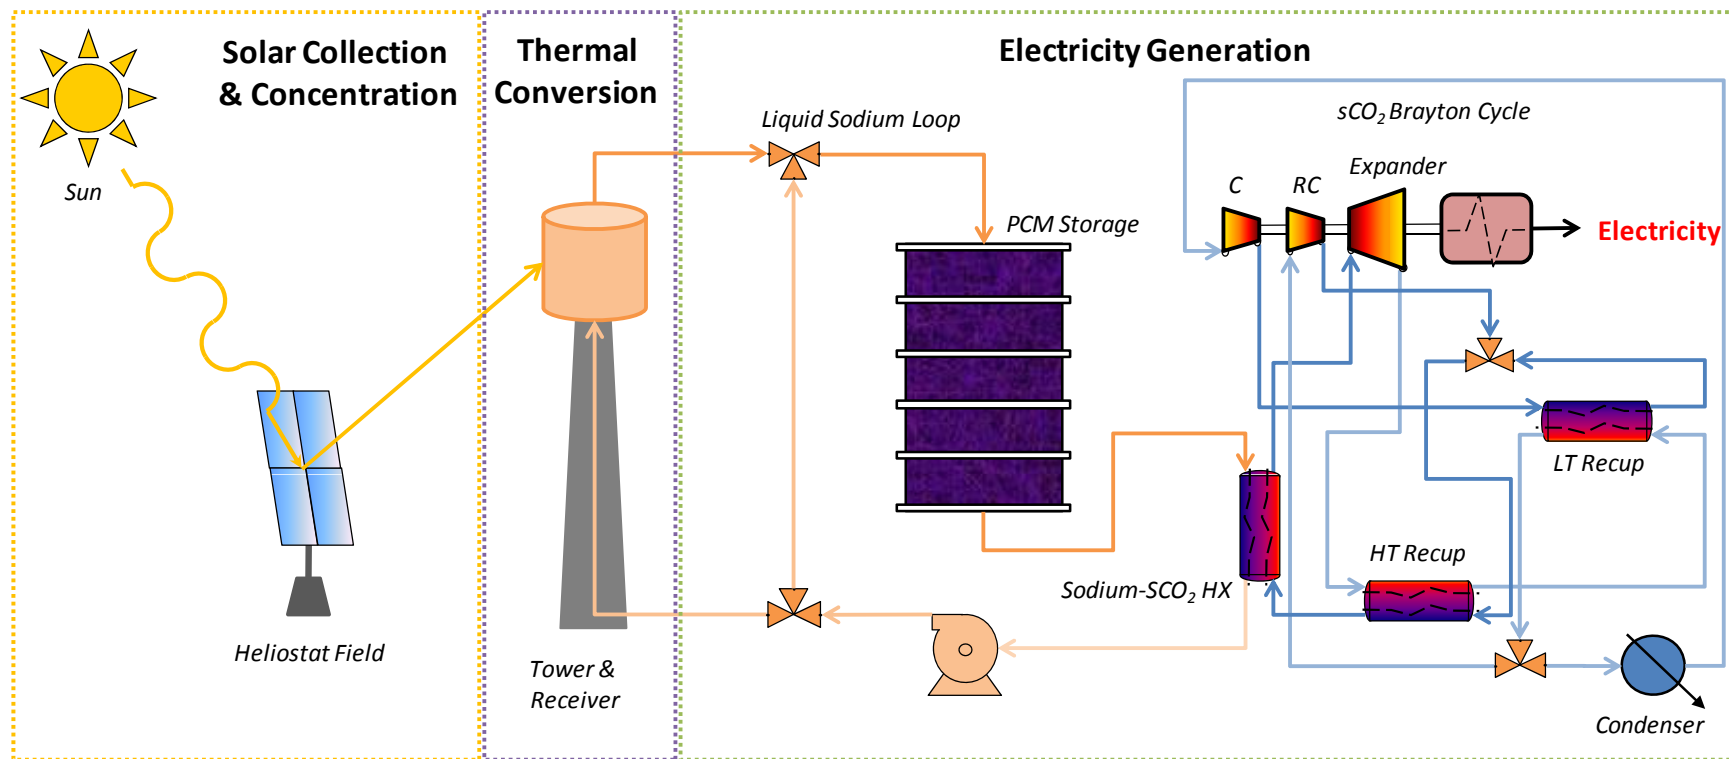 Solar Collection
& Concentration
Thermal
Conversion
Electricity Generation
Sun
Heliostat Field
Tower &
Receiver
Liquid Sodium Loop
PCM Storage
Sodium-SCO₂ HX
sCO₂ Brayton Cycle
C
RC
Expander
Electricity
LT Recup
HT Recup
Condenser